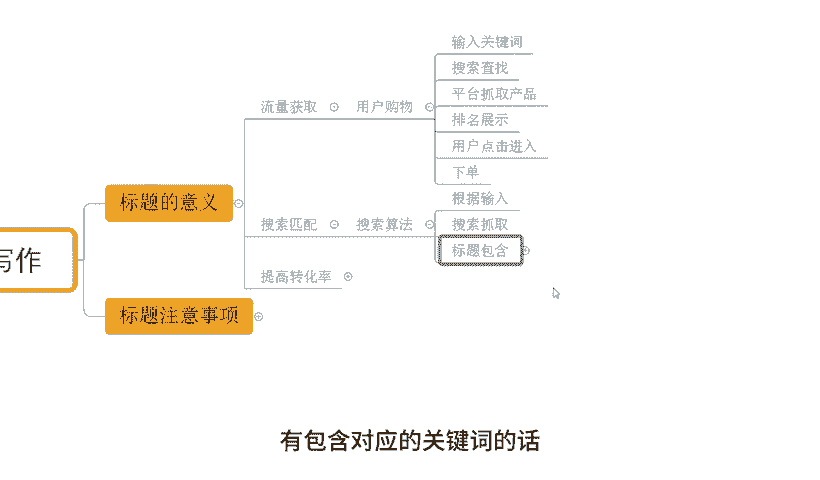 输入关键词
搜索查找
平台抓取产品
流量获取 用户购物
排名展示
用户点击进入
下单
标题的意义
根据输入
搜索匹配 搜索算法
搜索抓取
标题包含
写作
提高转化率
标题注意事项
有包含对应的关键词的话